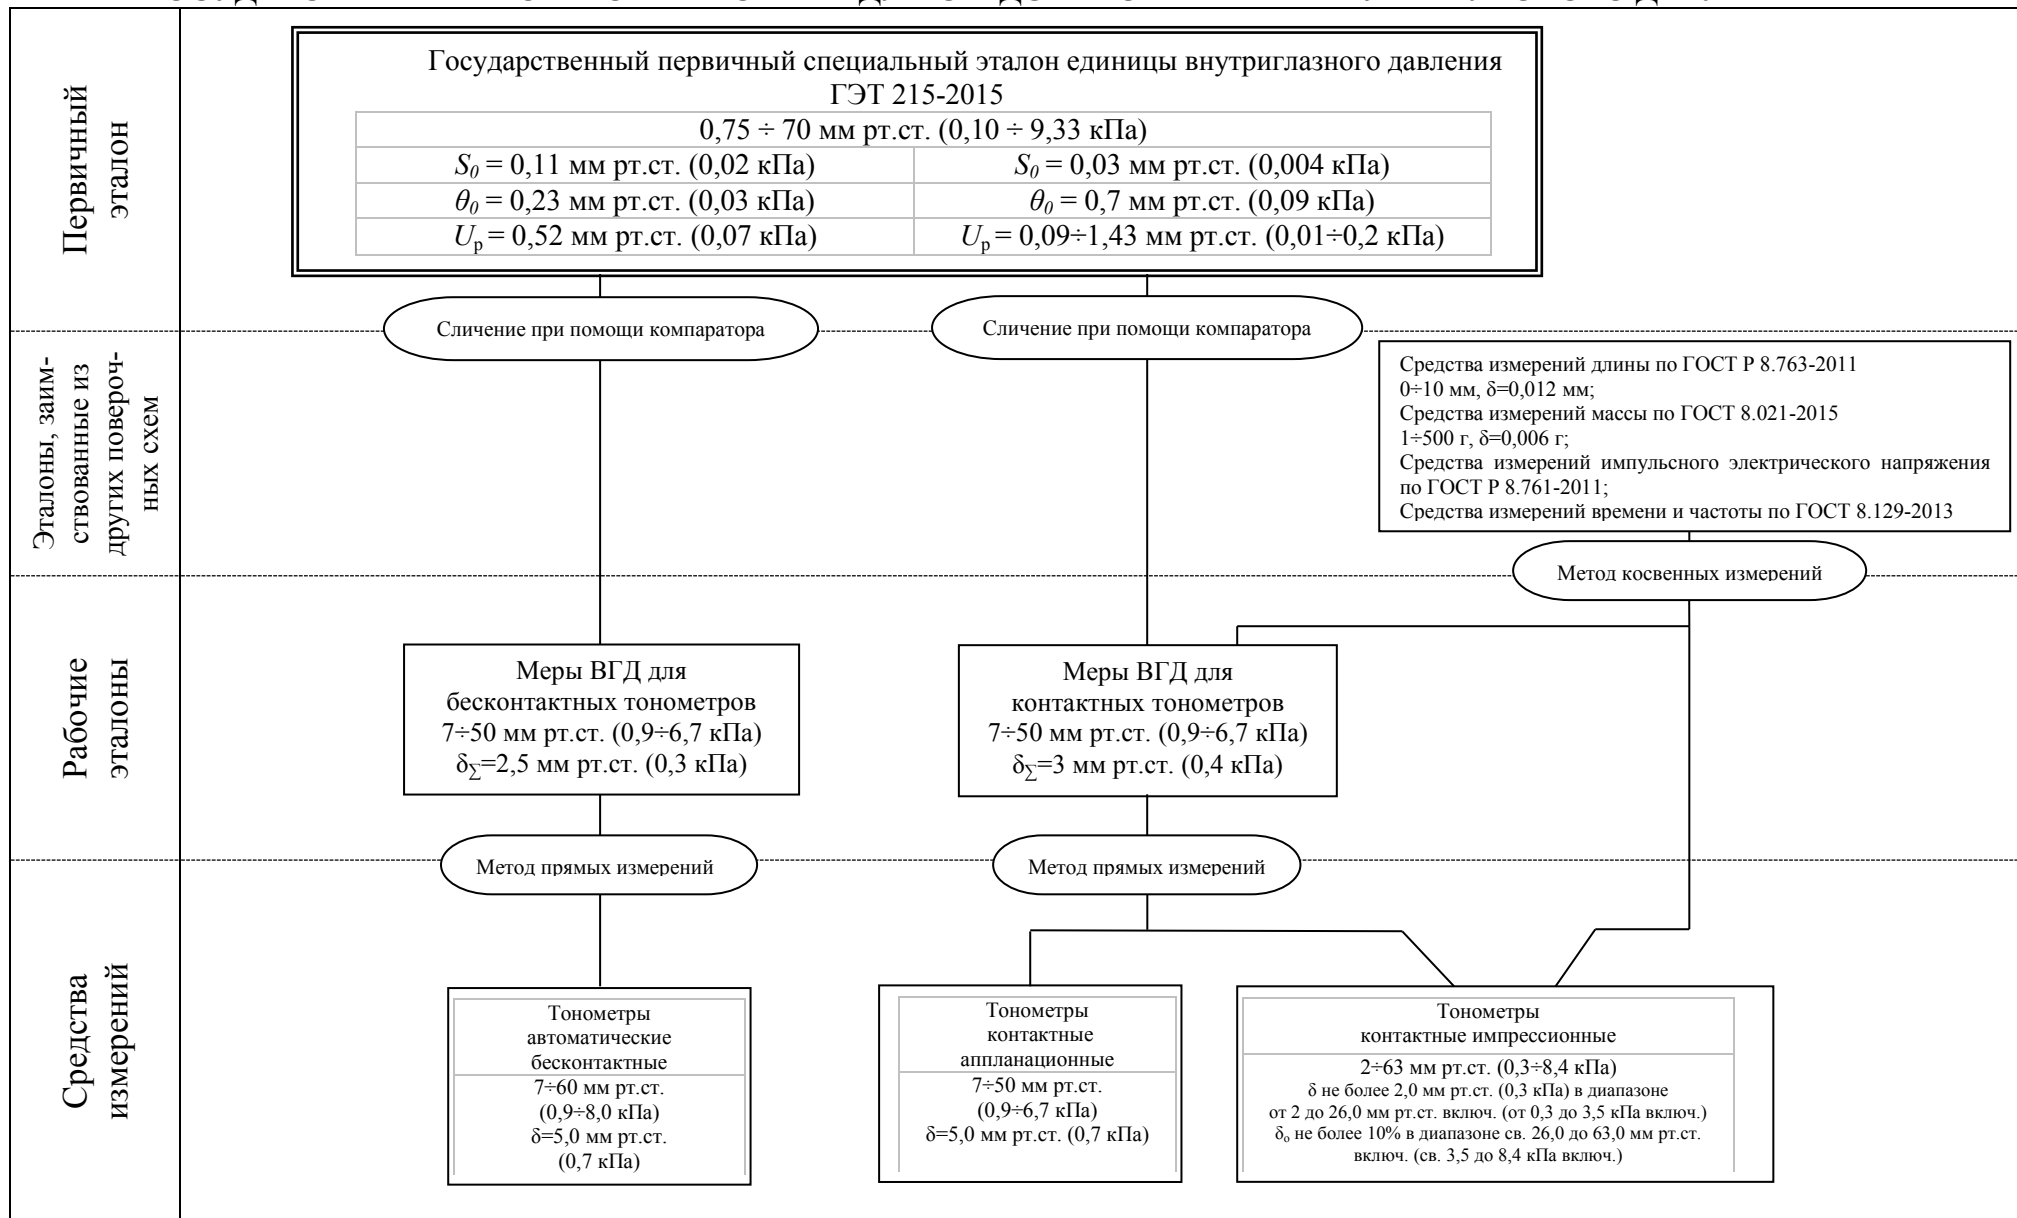 Первичный
эталон
Государственный первичный специальный эталон единицы внутриглазного давления
ГЭТ 215-2015
0,75 ÷ 70 мм рт.ст. (0,10 ÷ 9,33 кПа)
S₀ = 0,11 мм рт.ст. (0,02 кПа)
S₀ = 0,03 мм рт.ст. (0,004 кПа)
θ₀ = 0,23 мм рт.ст. (0,03 кПа)
θ₀ = 0,7 мм рт.ст. (0,09 кПа)
Uр = 0,52 мм рт.ст. (0,07 кПа)
Uр = 0,09÷1,43 мм рт.ст. (0,01÷0,2 кПа)
Сличение при помощи компаратора
Сличение при помощи компаратора
Эталоны, заим-
ствованные из
других повероч-
ных схем
Средства измерений длины по ГОСТ Р 8.763-2011
0÷10 мм, δ=0,012 мм;
Средства измерений массы по ГОСТ 8.021-2015
1÷500 г, δ=0,006 г;
Средства измерений импульсного электрического напряжения
по ГОСТ Р 8.761-2011;
Средства измерений времени и частоты по ГОСТ 8.129-2013
Метод косвенных измерений
Рабочие
эталоны
Меры ВГД для
бесконтактных тонометров
7÷50 мм рт.ст. (0,9÷6,7 кПа)
δ∑=2,5 мм рт.ст. (0,3 кПа)
Меры ВГД для
контактных тонометров
7÷50 мм рт.ст. (0,9÷6,7 кПа)
δ∑=3 мм рт.ст. (0,4 кПа)
Метод прямых измерений
Метод прямых измерений
Средства
измерений
Тонометры
автоматические
бесконтактные
7÷60 мм рт.ст.
(0,9÷8,0 кПа)
δ=5,0 мм рт.ст.
(0,7 кПа)
Тонометры
контактные
аппланационные
7÷50 мм рт.ст.
(0,9÷6,7 кПа)
δ=5,0 мм рт.ст. (0,7 кПа)
Тонометры
контактные импрессионные
2÷63 мм рт.ст. (0,3÷8,4 кПа)
δ не более 2,0 мм рт.ст. (0,3 кПа) в диапазоне
от 2 до 26,0 мм рт.ст. включ. (от 0,3 до 3,5 кПа включ.)
δₒ не более 10% в диапазоне св. 26,0 до 63,0 мм рт.ст.
включ. (св. 3,5 до 8,4 кПа включ.)